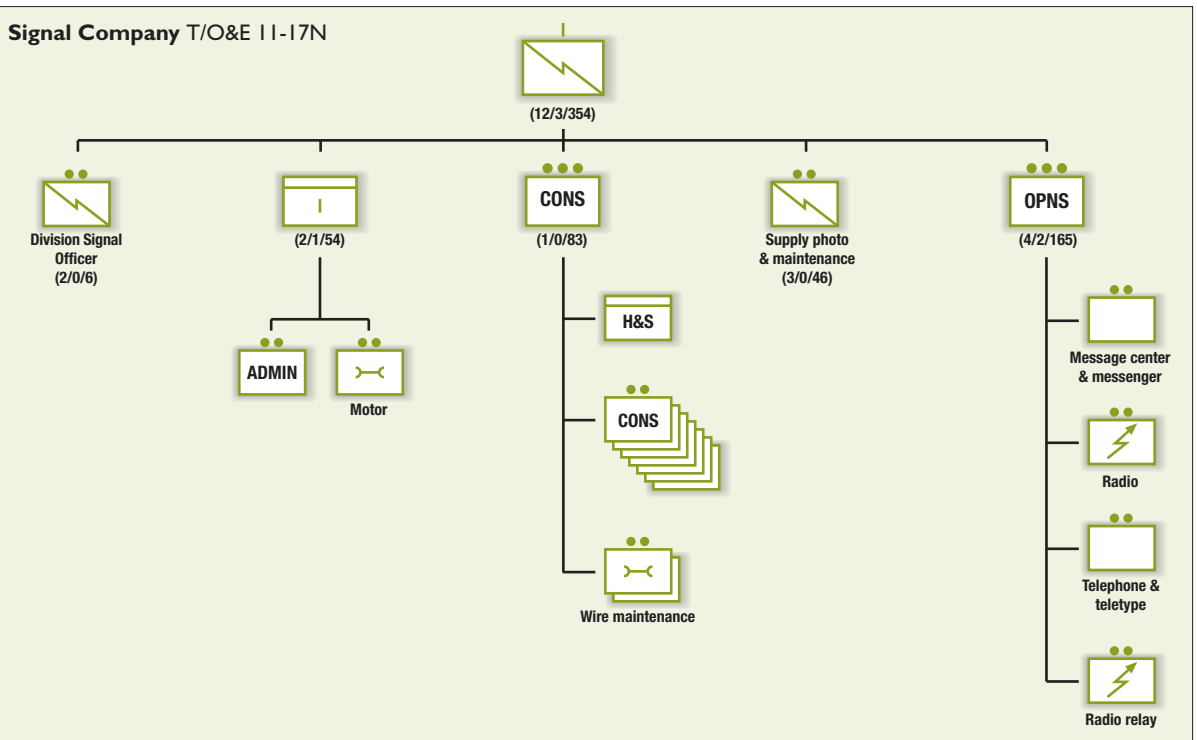 Signal Company T/O&E 11-17N
(12/3/354)
Division Signal
Officer
(2/0/6)
(2/1/54)
ADMIN
Motor
CONS
(1/0/83)
H&S
CONS
Wire maintenance
Supply photo
& maintenance
(3/0/46)
OPNS
(4/2/165)
Message center
& messenger
Radio
Telephone &
teletype
Radio relay